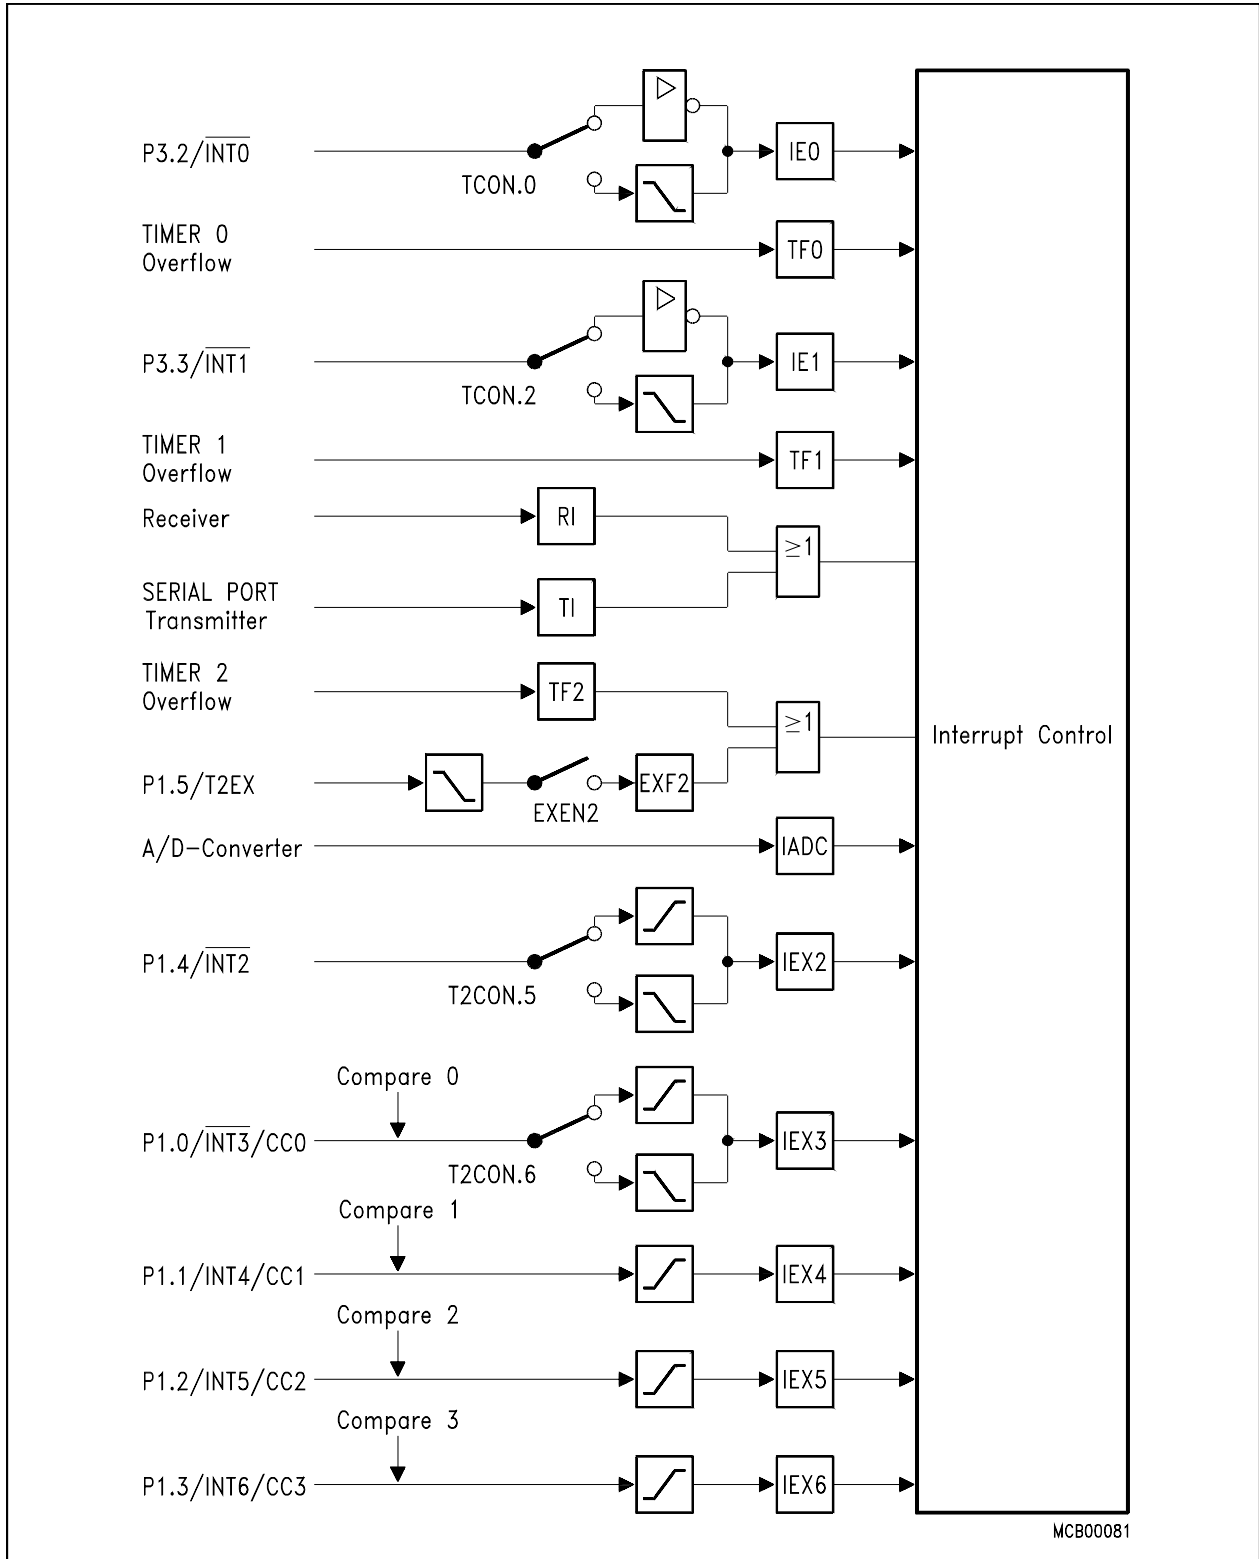 P3.2/INT0
TCON.0
IE0
TIMER 0
Overflow
TF0
P3.3/INT1
TCON.2
IE1
TIMER 1
Overflow
TF1
Receiver
RI
≥1
SERIAL PORT
Transmitter
TI
TIMER 2
Overflow
TF2
≥1
Interrupt Control
P1.5/T2EX
EXEN2
EXF2
A/D-Converter
IADC
P1.4/INT2
T2CON.5
IEX2
Compare 0
P1.0/INT3/CC0
T2CON.6
IEX3
Compare 1
P1.1/INT4/CC1
IEX4
Compare 2
P1.2/INT5/CC2
IEX5
Compare 3
P1.3/INT6/CC3
IEX6
MCB00081